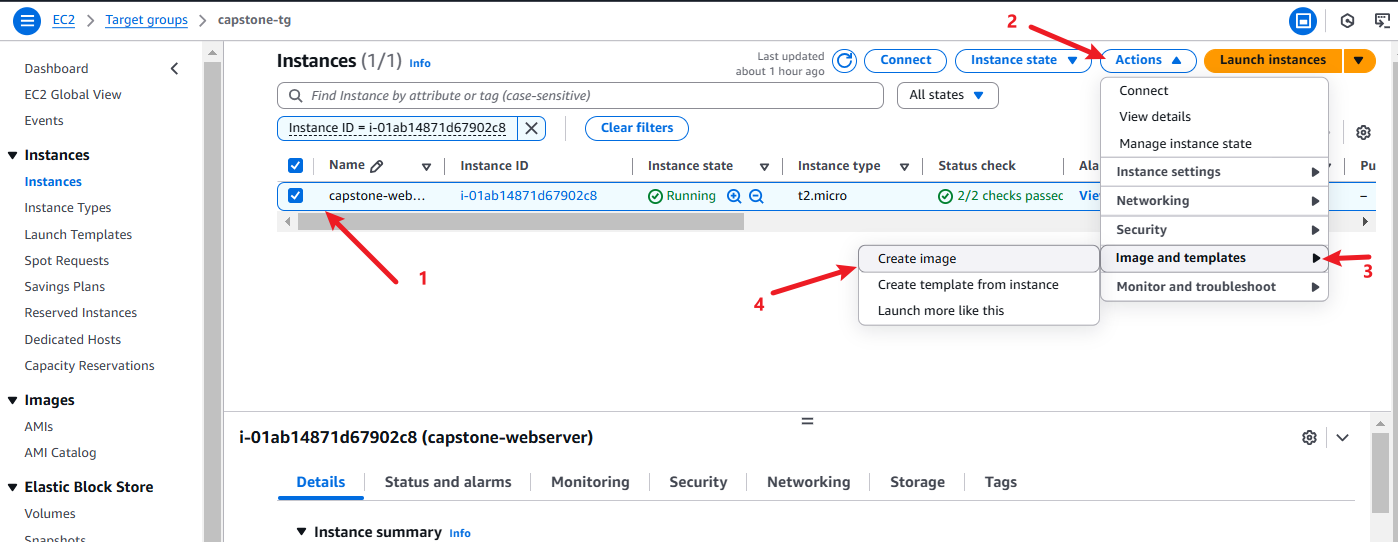 EC2 > Target groups > capstone-tg
2
Dashboard
EC2 Global View
Events
Instances
Instances
Instance Types
Launch Templates
Spot Requests
Savings Plans
Reserved Instances
Dedicated Hosts
Capacity Reservations
Images
AMIs
AMI Catalog
Elastic Block Store
Volumes
Snapshots
Instances (1/1) Info
Last updated
about 1 hour ago
Connect
Instance state
Actions
Launch instances
Find Instance by attribute or tag (case-sensitive)
All states
Instance ID = i-01ab14871d67902c8
Clear filters
Name Instance ID Instance state Instance type Status check Ala Pu
capstone-web... i-01ab14871d67902c8 Running t2.micro 2/2 checks passed Vie –
1
Connect
View details
Manage instance state
Instance settings
Networking
Security
Image and templates
3
Monitor and troubleshoot
Create image
4
Create template from instance
Launch more like this
i-01ab14871d67902c8 (capstone-webserver)
Details
Status and alarms
Monitoring
Security
Networking
Storage
Tags
Instance summary Info